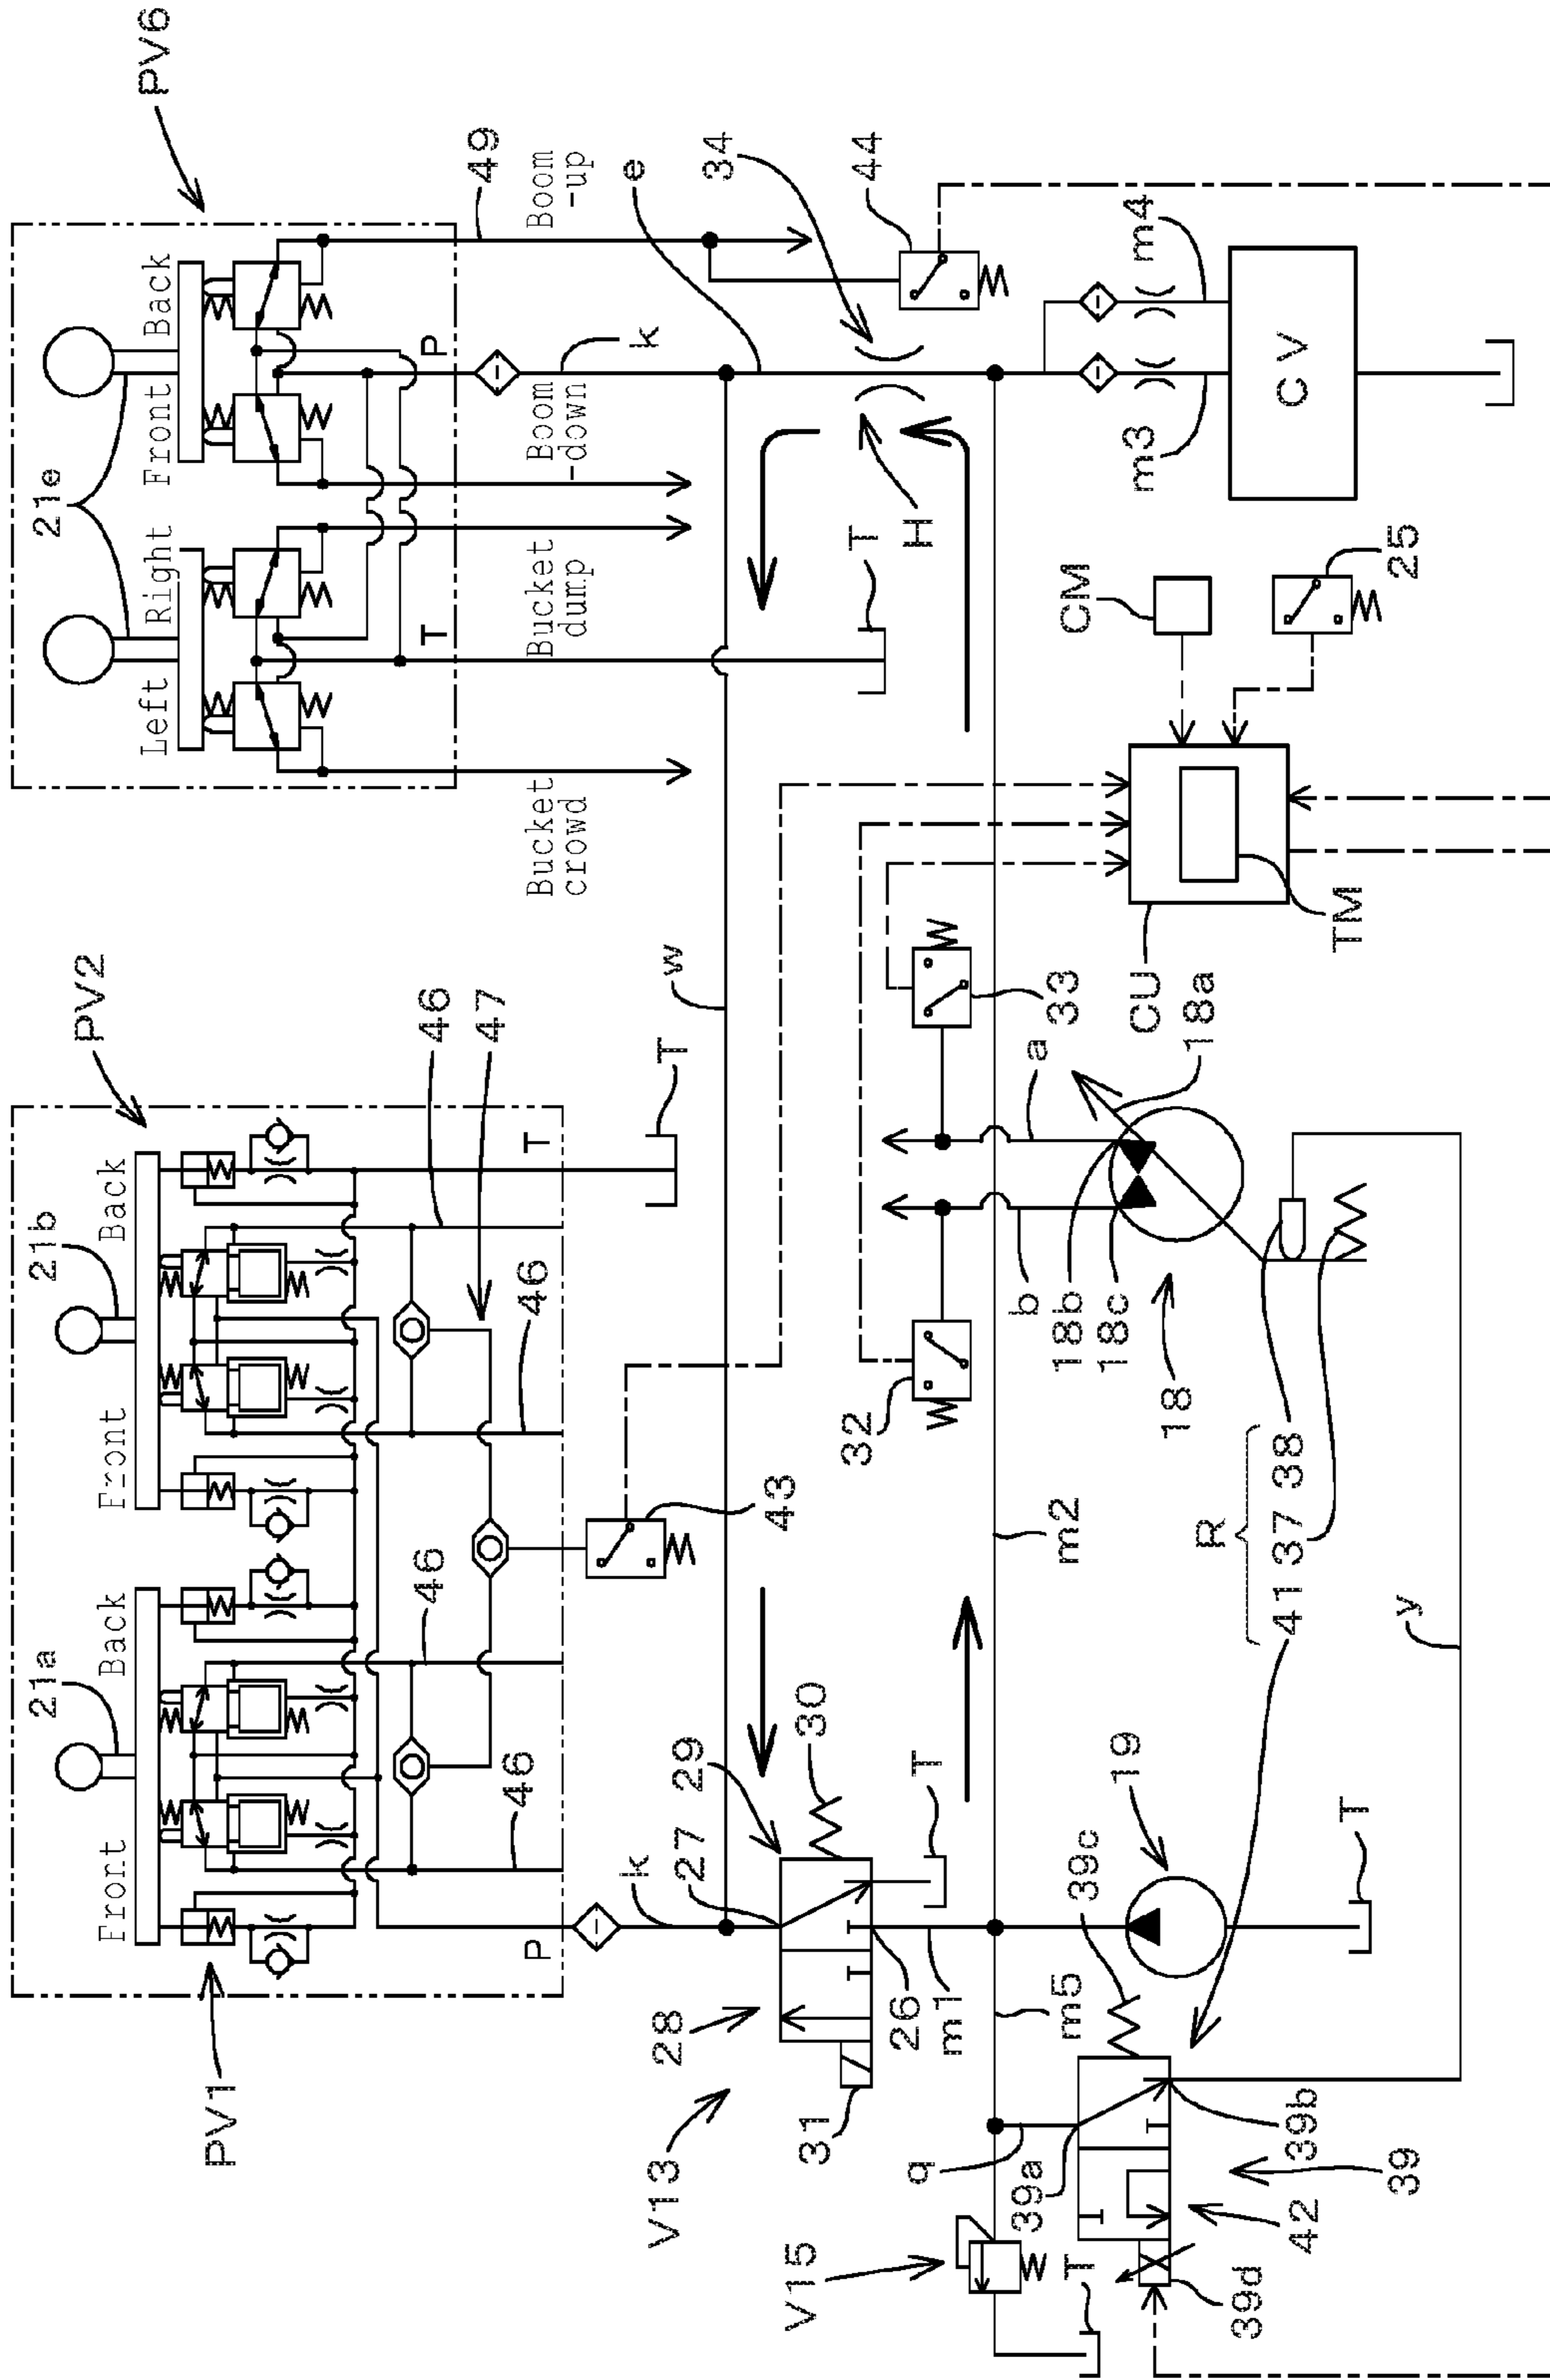 PV6
21e
Left
Right
Front
Back
T
P
49
Bucket
crowd
Bucket
dump
Boom
-down
Boom
-up
k
e
34
44
H
T
m3
m4
CV
CM
25
CU
TM
PV1
PV2
21a
21b
Front
Back
Front
Back
P
T
46
46
46
46
47
T
43
w
k
27
29
30
28
V13
31
26
m1
T
m2
32
33
a
b
18b
18c
18a
18
R
41 37 38
y
m5
39c
19
T
q
39a
39b
39
42
39d
V15
T